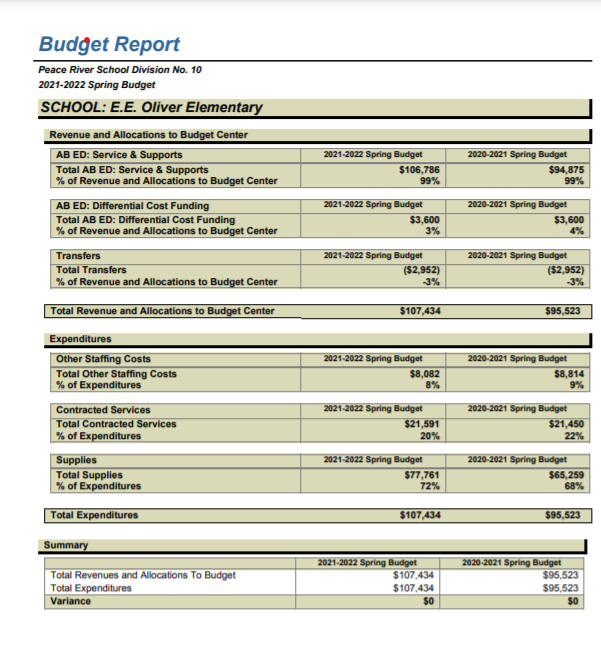 Budget Report
Peace River School Division No. 10
2021-2022 Spring Budget
SCHOOL: E.E. Oliver Elementary
Revenue and Allocations to Budget Center
AB ED: Service & Supports 2021-2022 Spring Budget 2020-2021 Spring Budget
Total AB ED: Service & Supports $106,786 $94,875
% of Revenue and Allocations to Budget Center 99% 99%
AB ED: Differential Cost Funding 2021-2022 Spring Budget 2020-2021 Spring Budget
Total AB ED: Differential Cost Funding $3,600 $3,600
% of Revenue and Allocations to Budget Center 3% 4%
Transfers 2021-2022 Spring Budget 2020-2021 Spring Budget
Total Transfers ($2,952) ($2,952)
% of Revenue and Allocations to Budget Center -3% -3%
Total Revenue and Allocations to Budget Center $107,434 $95,523
Expenditures
Other Staffing Costs 2021-2022 Spring Budget 2020-2021 Spring Budget
Total Other Staffing Costs $8,082 $8,814
% of Expenditures 8% 9%
Contracted Services 2021-2022 Spring Budget 2020-2021 Spring Budget
Total Contracted Services $21,591 $21,450
% of Expenditures 20% 22%
Supplies 2021-2022 Spring Budget 2020-2021 Spring Budget
Total Supplies $77,761 $65,259
% of Expenditures 72% 68%
Total Expenditures $107,434 $95,523
Summary
2021-2022 Spring Budget 2020-2021 Spring Budget
Total Revenues and Allocations To Budget $107,434 $95,523
Total Expenditures $107,434 $95,523
Variance $0 $0